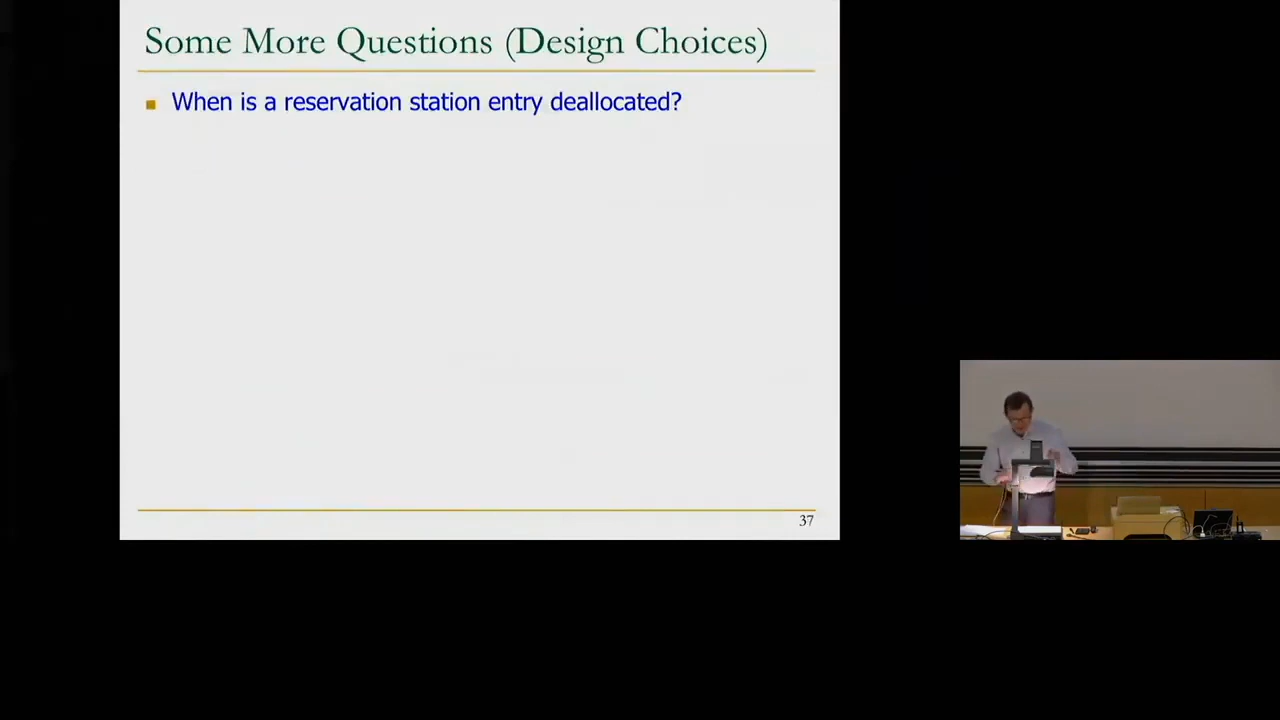 Some More Questions (Design Choices)
When is a reservation station entry deallocated?
37